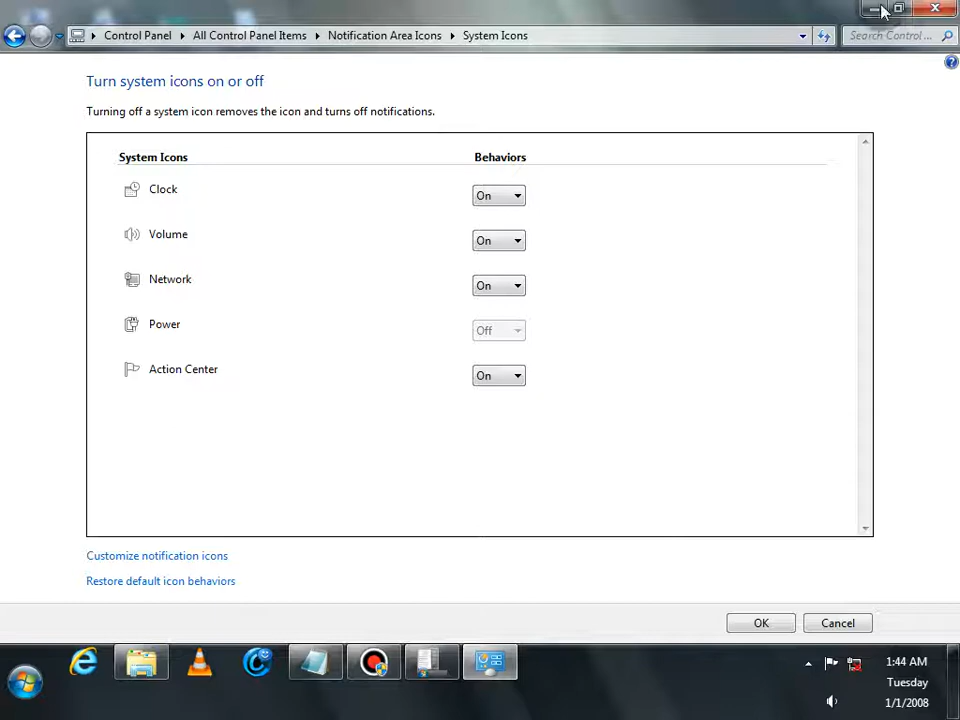 Control Panel All Control Panel Items Notification Area Icons System Icons Search Control ...
Turn system icons on or off
Turning off a system icon removes the icon and turns off notifications.
System Icons Behaviors
Clock On
Volume On
Network On
Power Off
Action Center On
Customize notification icons
Restore default icon behaviors
OK Cancel
1:44 AM
Tuesday
1/1/2008